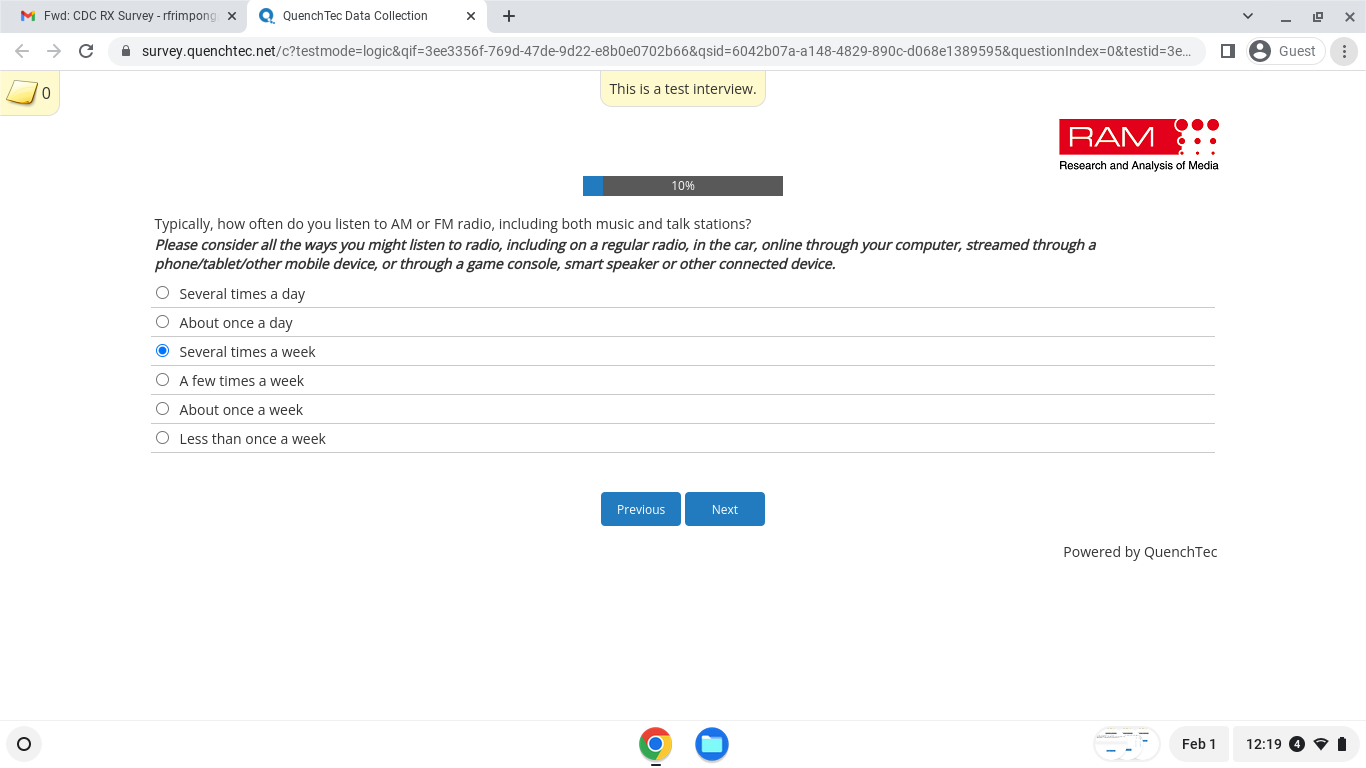 Fwd: CDC RX Survey - rfrimpong
QuenchTec Data Collection
survey.quenchtec.net/c?testmode=logic&qif=3ee3356f-769d-47de-9d22-e8b0e0702b66&qsid=6042b07a-a148-4829-890c-d068e1389595&questionIndex=0&testid=3e...
Guest
0
This is a test interview.
RAM
Research and Analysis of Media
10%
Typically, how often do you listen to AM or FM radio, including both music and talk stations?
Please consider all the ways you might listen to radio, including on a regular radio, in the car, online through your computer, streamed through a
phone/tablet/other mobile device, or through a game console, smart speaker or other connected device.
Several times a day
About once a day
Several times a week
A few times a week
About once a week
Less than once a week
Previous
Next
Powered by QuenchTec
Feb 1
12:19
4